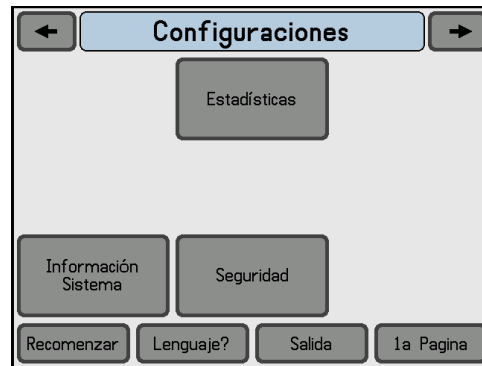 Configuraciones
Estadísticas
Información
Sistema
Seguridad
Recomenzar
Lenguaje?
Salida
1a Pagina